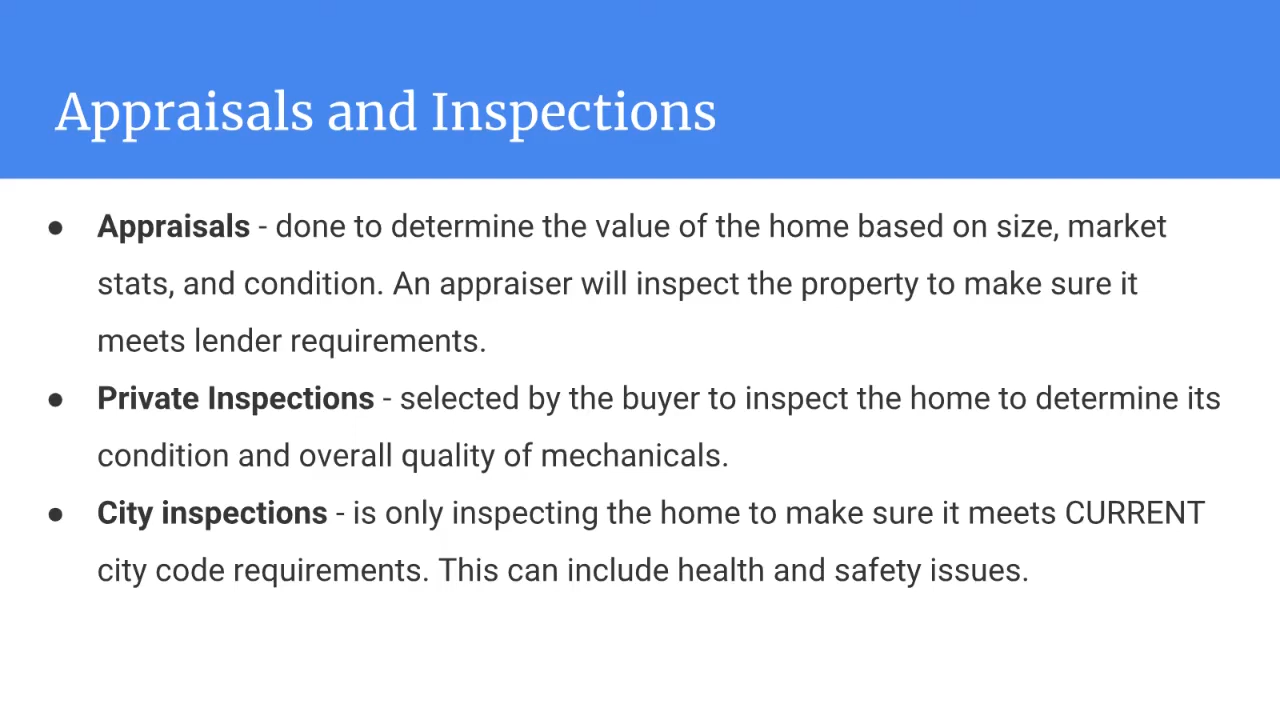 Appraisals and Inspections
● Appraisals - done to determine the value of the home based on size, market
stats, and condition. An appraiser will inspect the property to make sure it
meets lender requirements.
● Private Inspections - selected by the buyer to inspect the home to determine its
condition and overall quality of mechanicals.
● City inspections - is only inspecting the home to make sure it meets CURRENT
city code requirements. This can include health and safety issues.